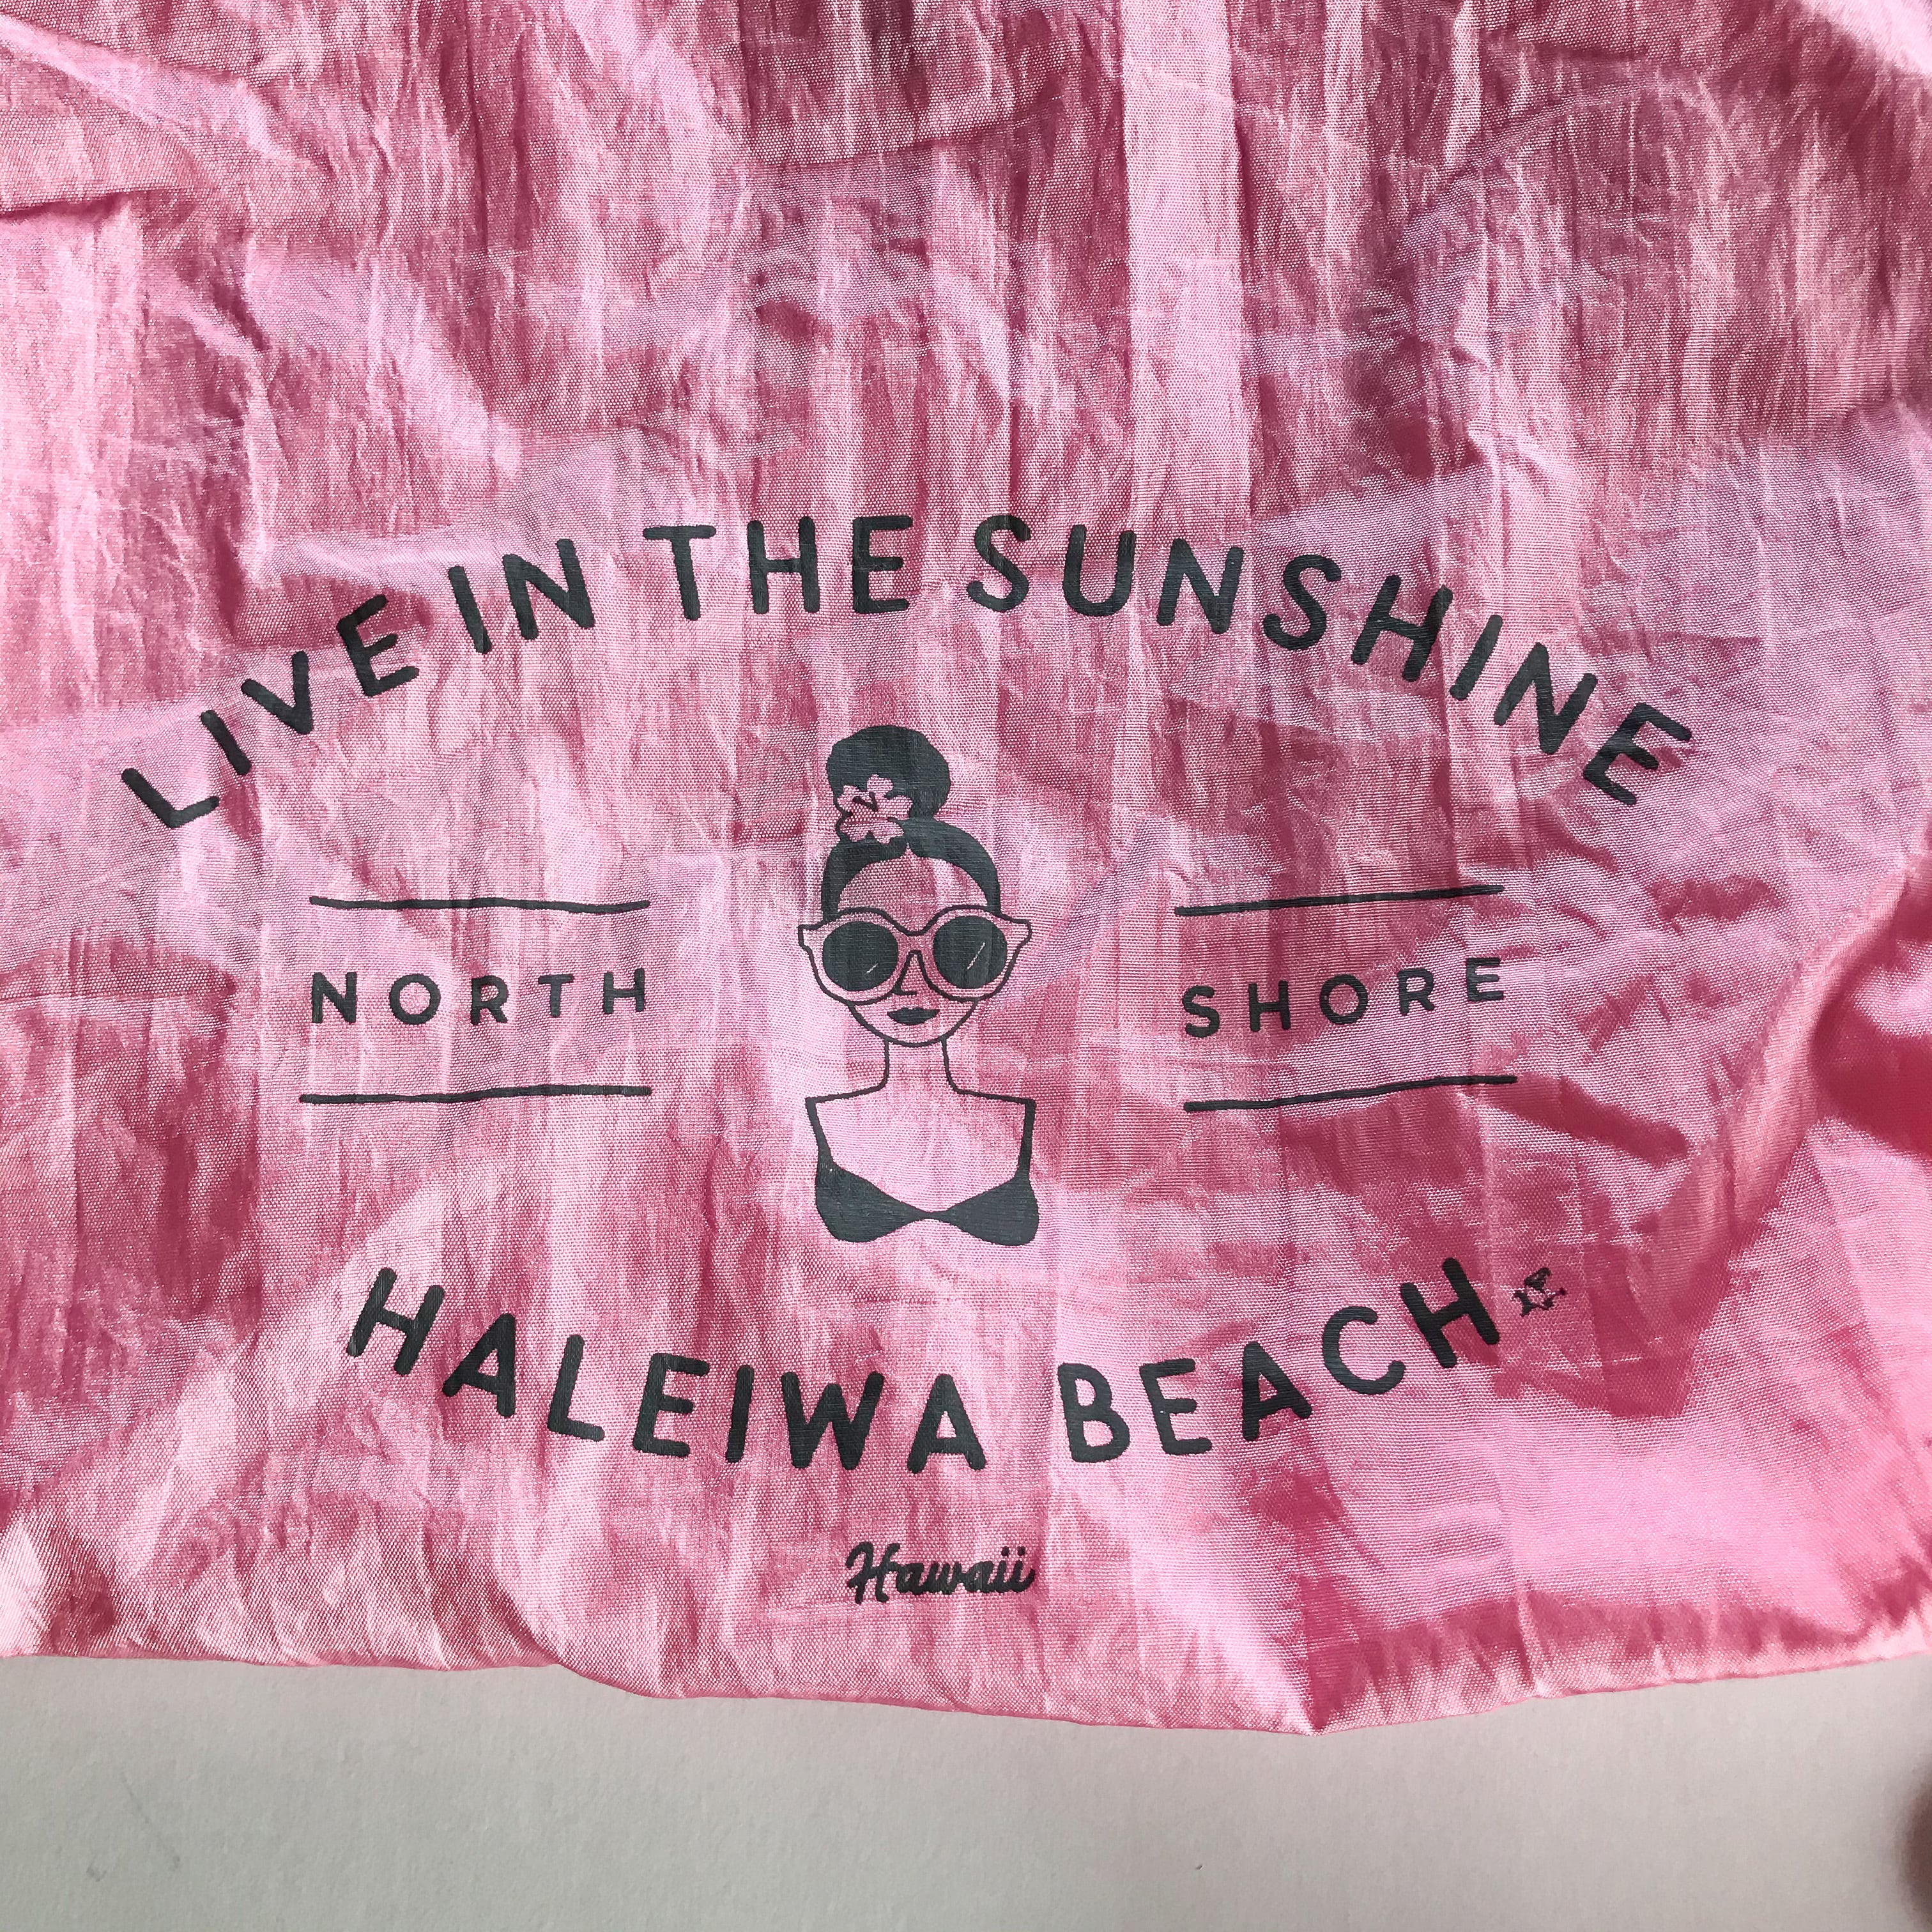 LIVE IN THE SUNSHINE
NORTH
SHORE
HALEIWA BEACH
Hawaii